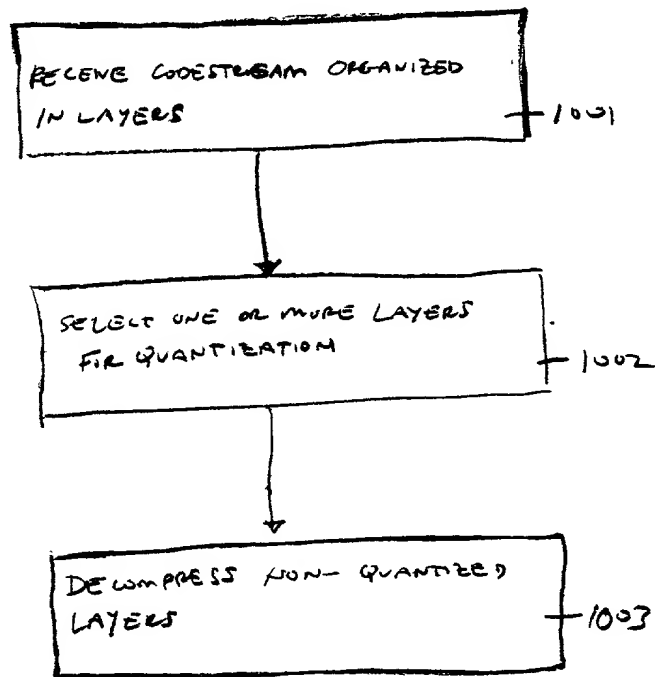 RECEIVE CODESTREAM ORGANIZED
IN LAYERS
1001
SELECT ONE OR MORE LAYERS
FOR QUANTIZATION
1002
DECOMPRESS NON-QUANTIZED
LAYERS
1003